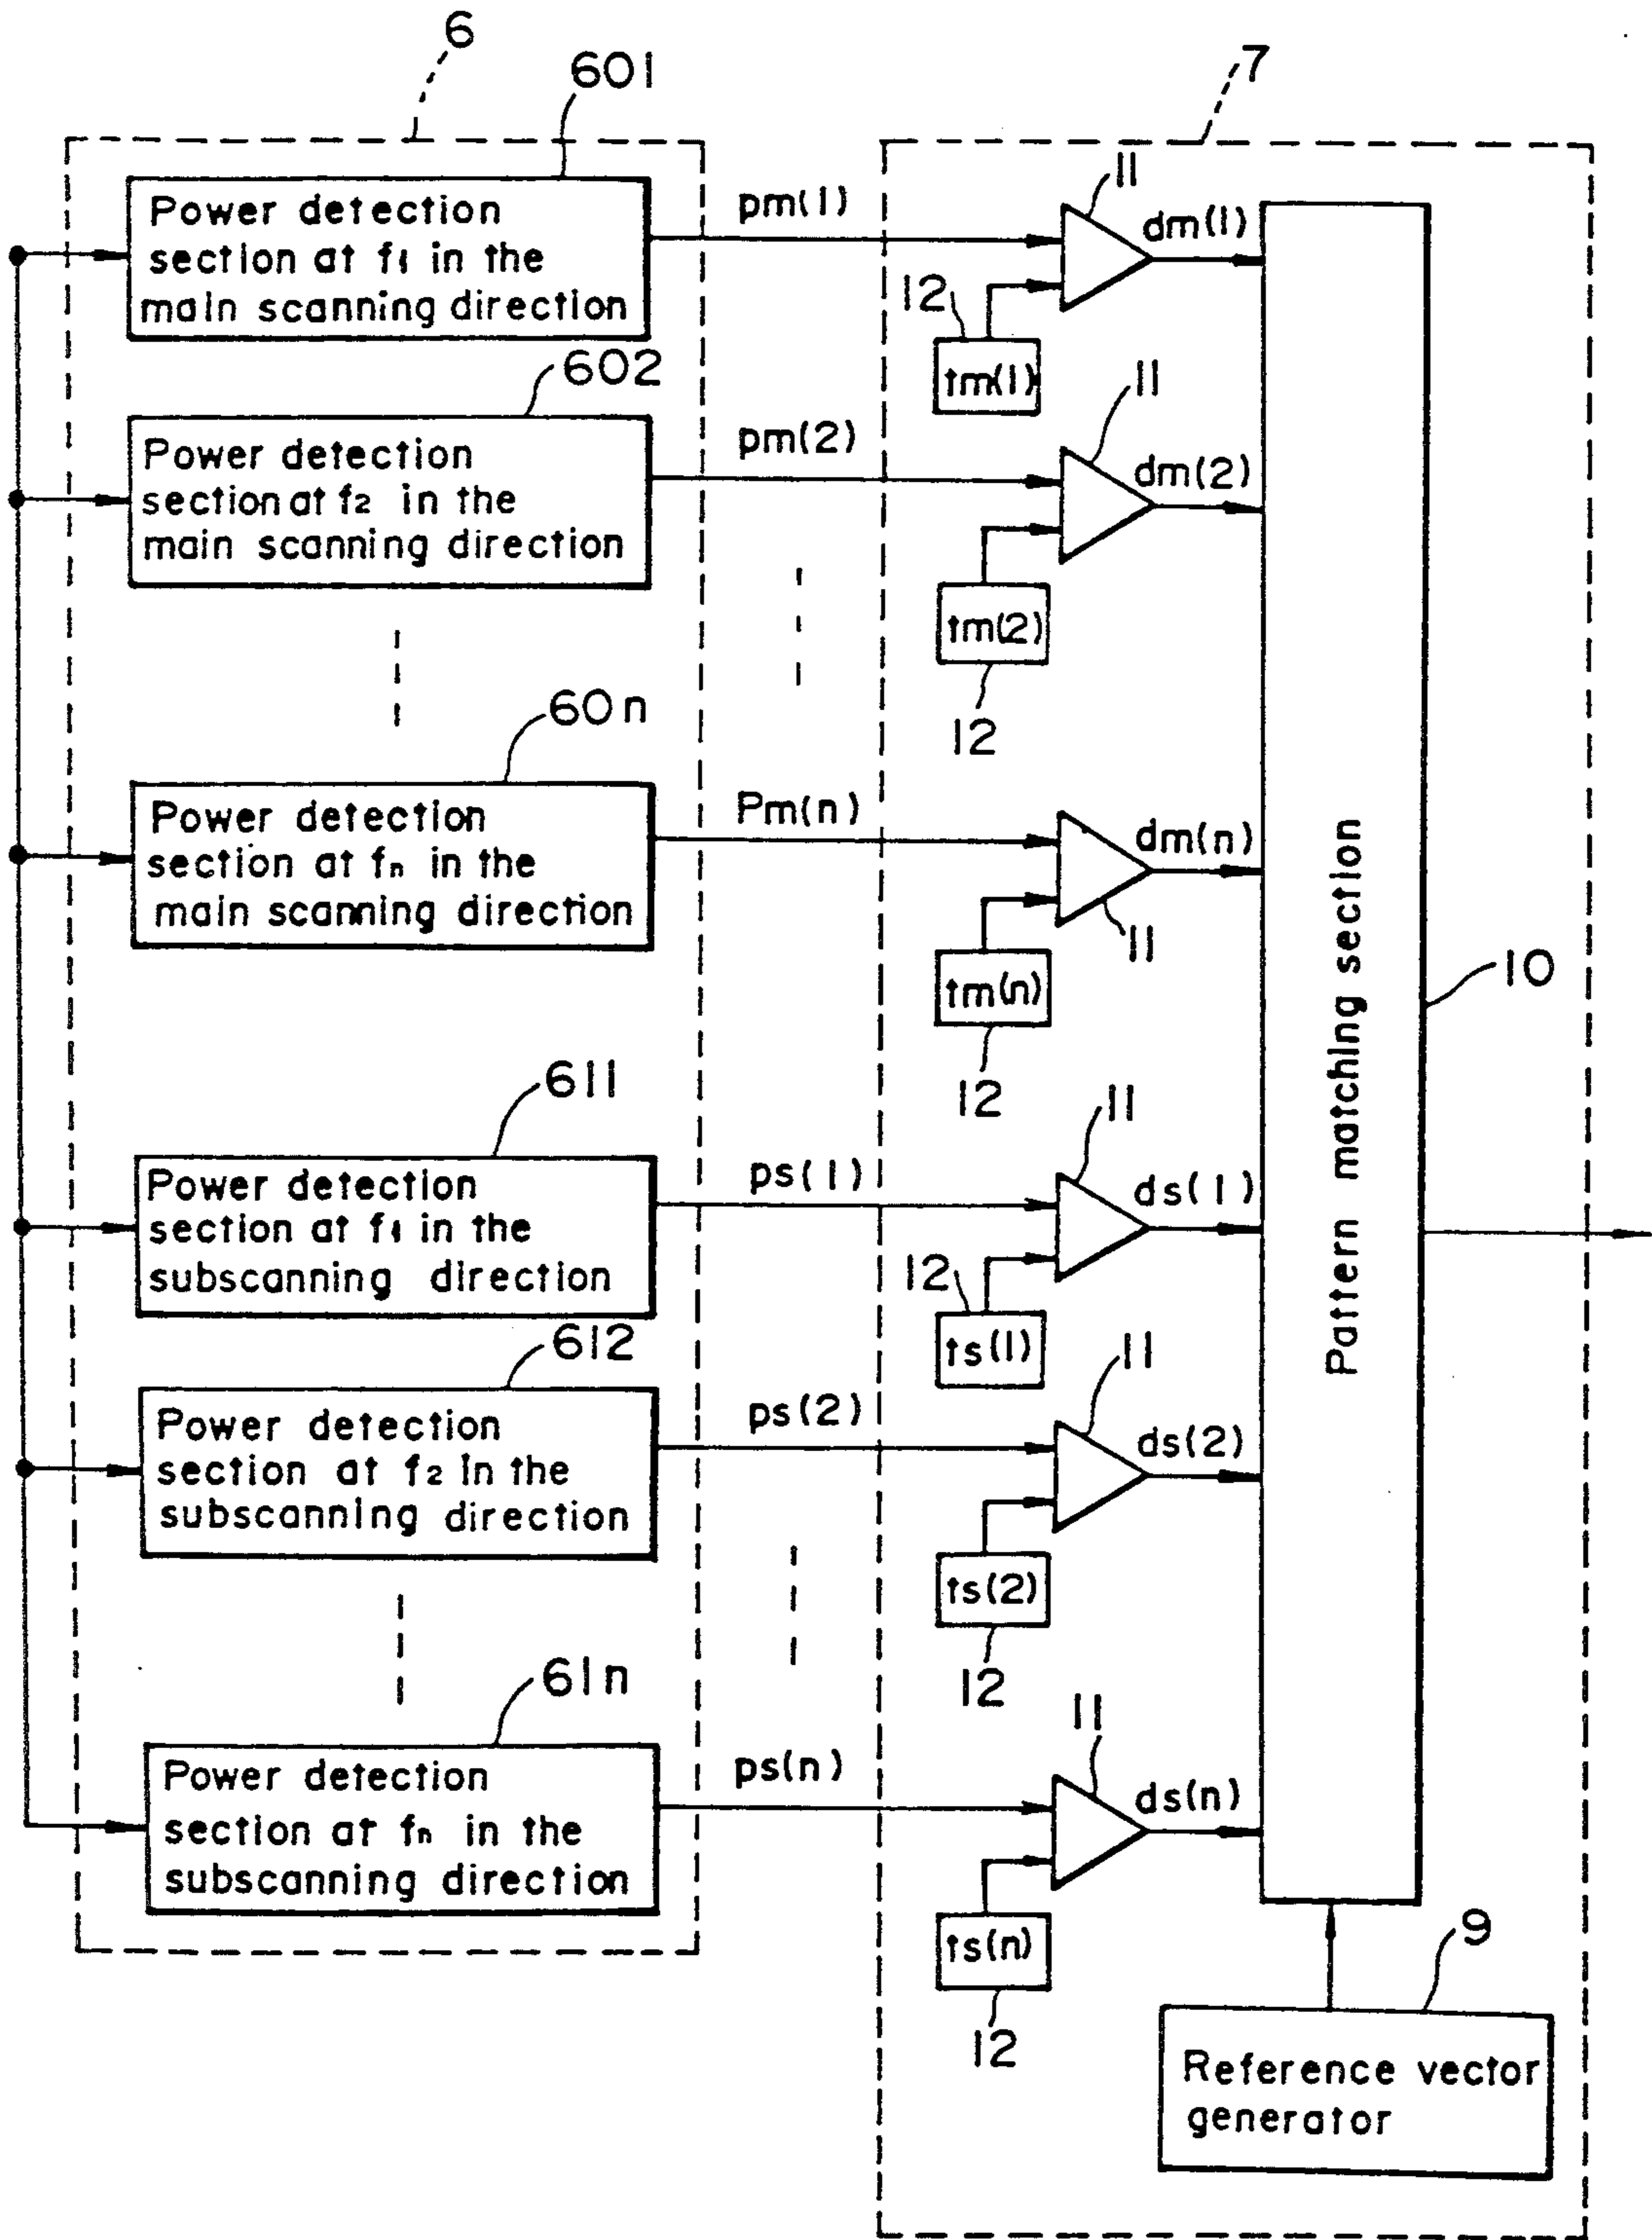 6
7
601
Power detection
section at f1 in the
main scanning direction
pm(1)
11
dm(1)
12
tm(1)
602
Power detection
section at f2 in the
main scanning direction
pm(2)
11
dm(2)
tm(2)
12
60n
Power detection
section at fn in the
main scanning direction
Pm(n)
dm(n)
11
tm(n)
12
Pattern matching section
10
611
Power detection
section at f1 in the
subscanning direction
ps(1)
11
ds(1)
12
ts(1)
612
Power detection
section at f2 in the
subscanning direction
ps(2)
11
ds(2)
ts(2)
12
61n
Power detection
section at fn in the
subscanning direction
ps(n)
11
ds(n)
ts(n)
12
9
Reference vector
generator